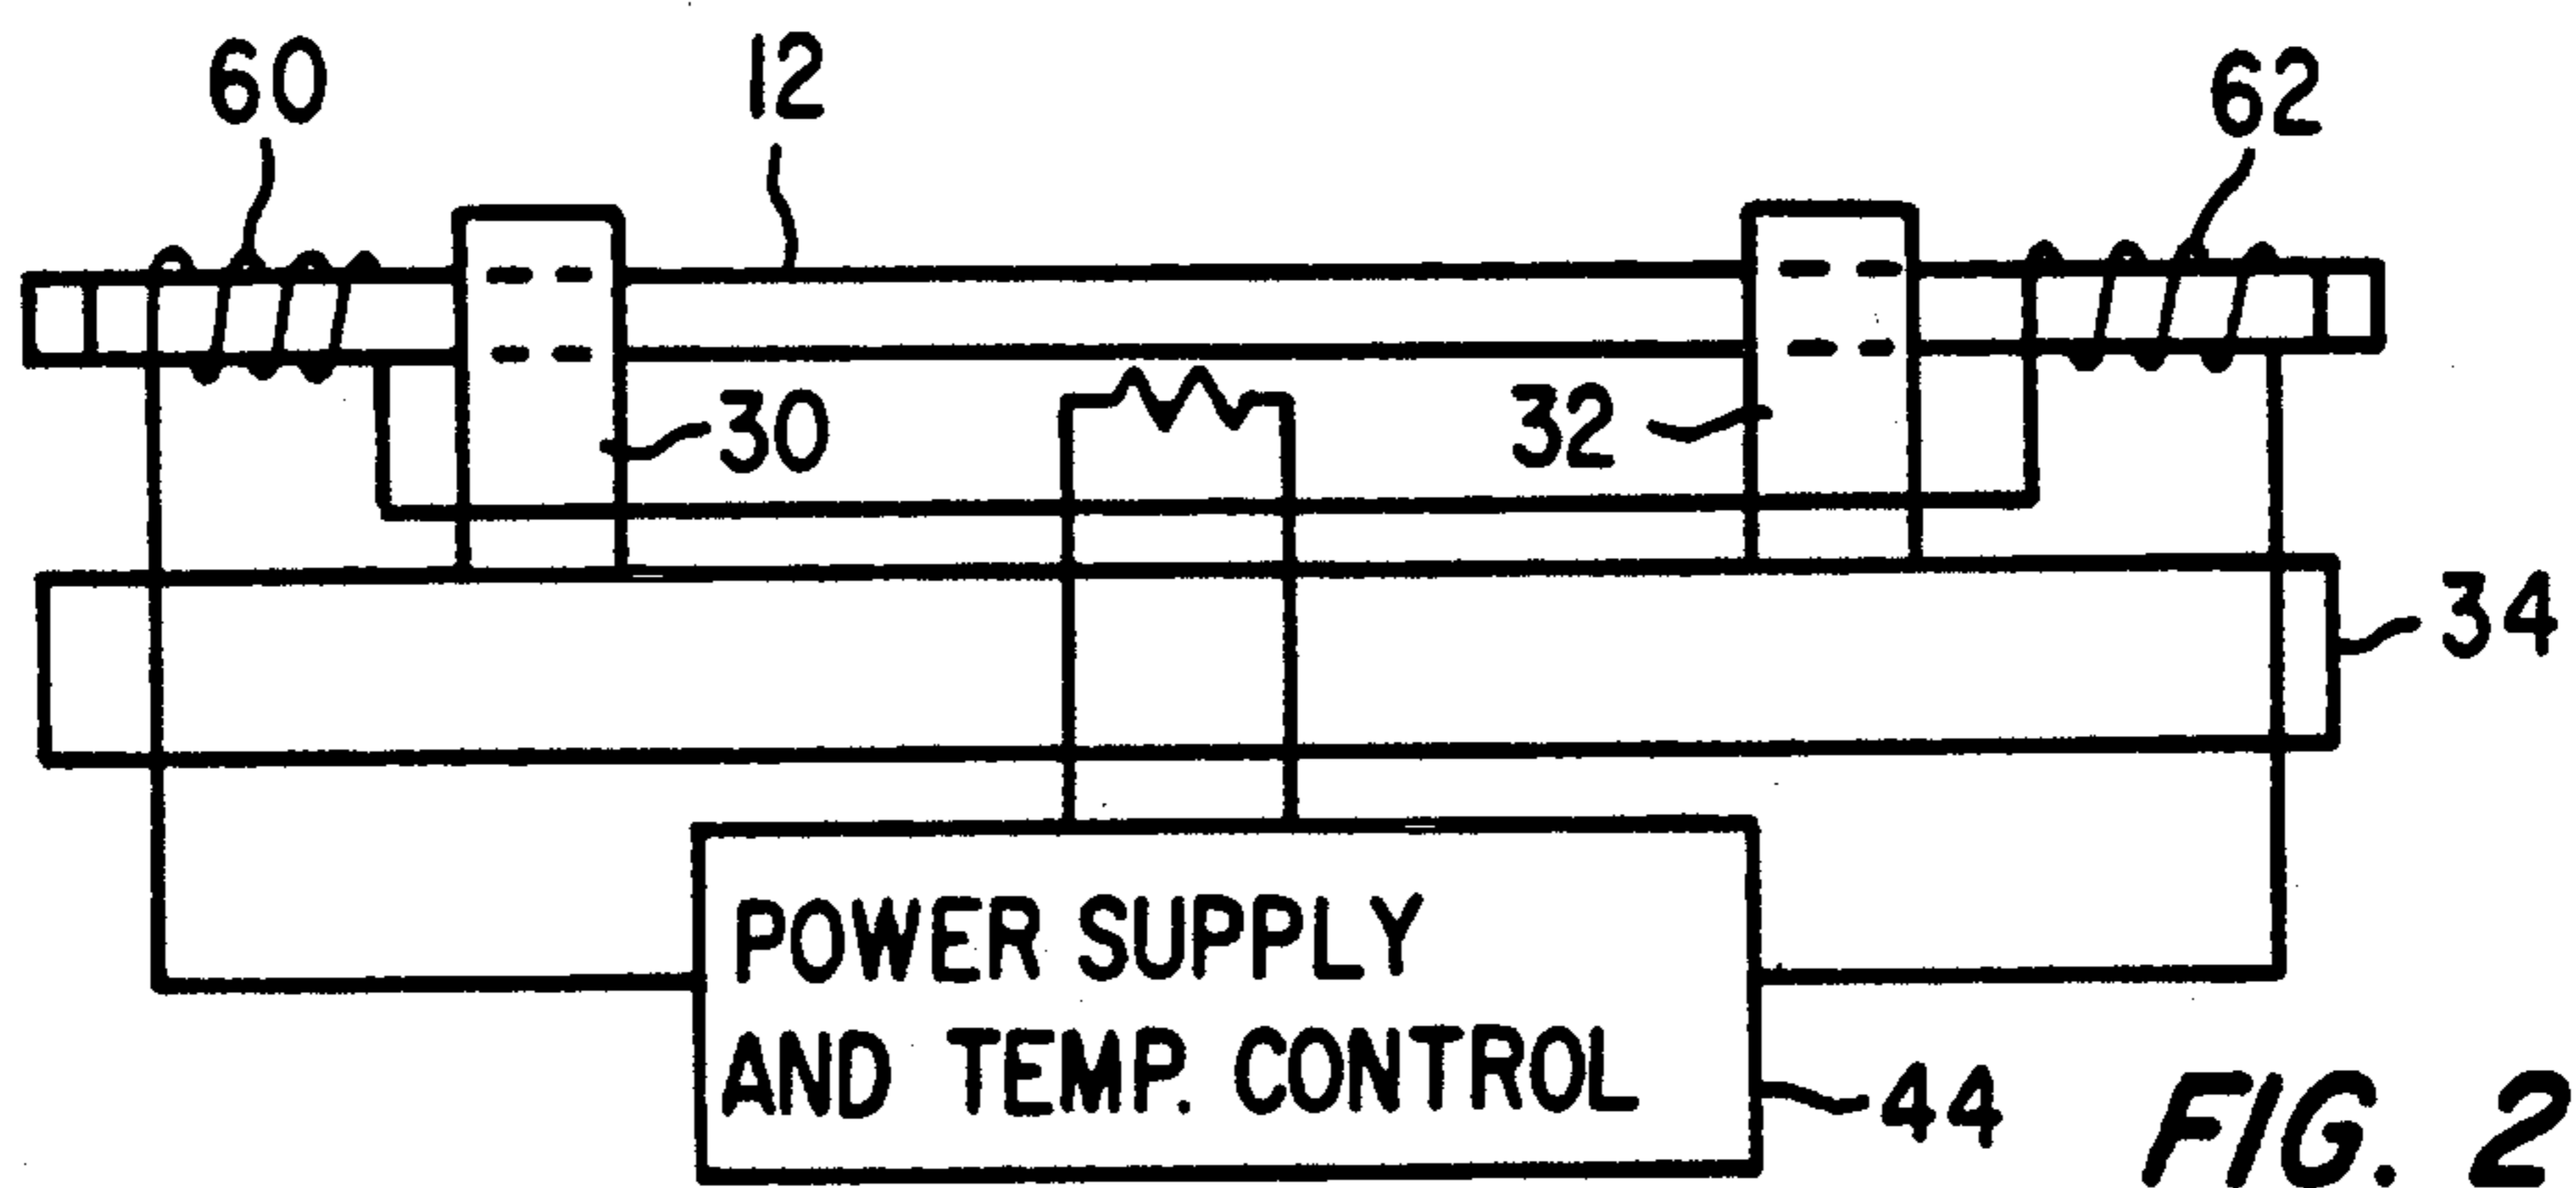 60
12
62
30
32
34
POWER SUPPLY
AND TEMP. CONTROL
44
FIG. 2